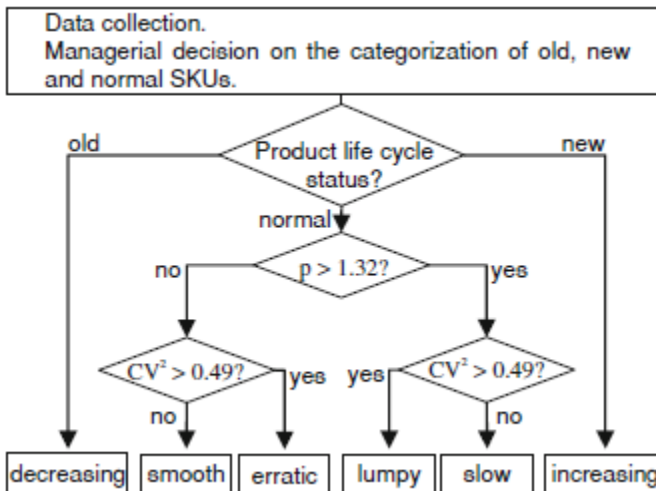 Data collection.
Managerial decision on the categorization of old, new
and normal SKUs.
old
Product life cycle
status?
new
normal
no
p > 1.32?
yes
CV² > 0.49?
yes
yes
CV² > 0.49?
no
no
decreasing
smooth
erratic
lumpy
slow
increasing